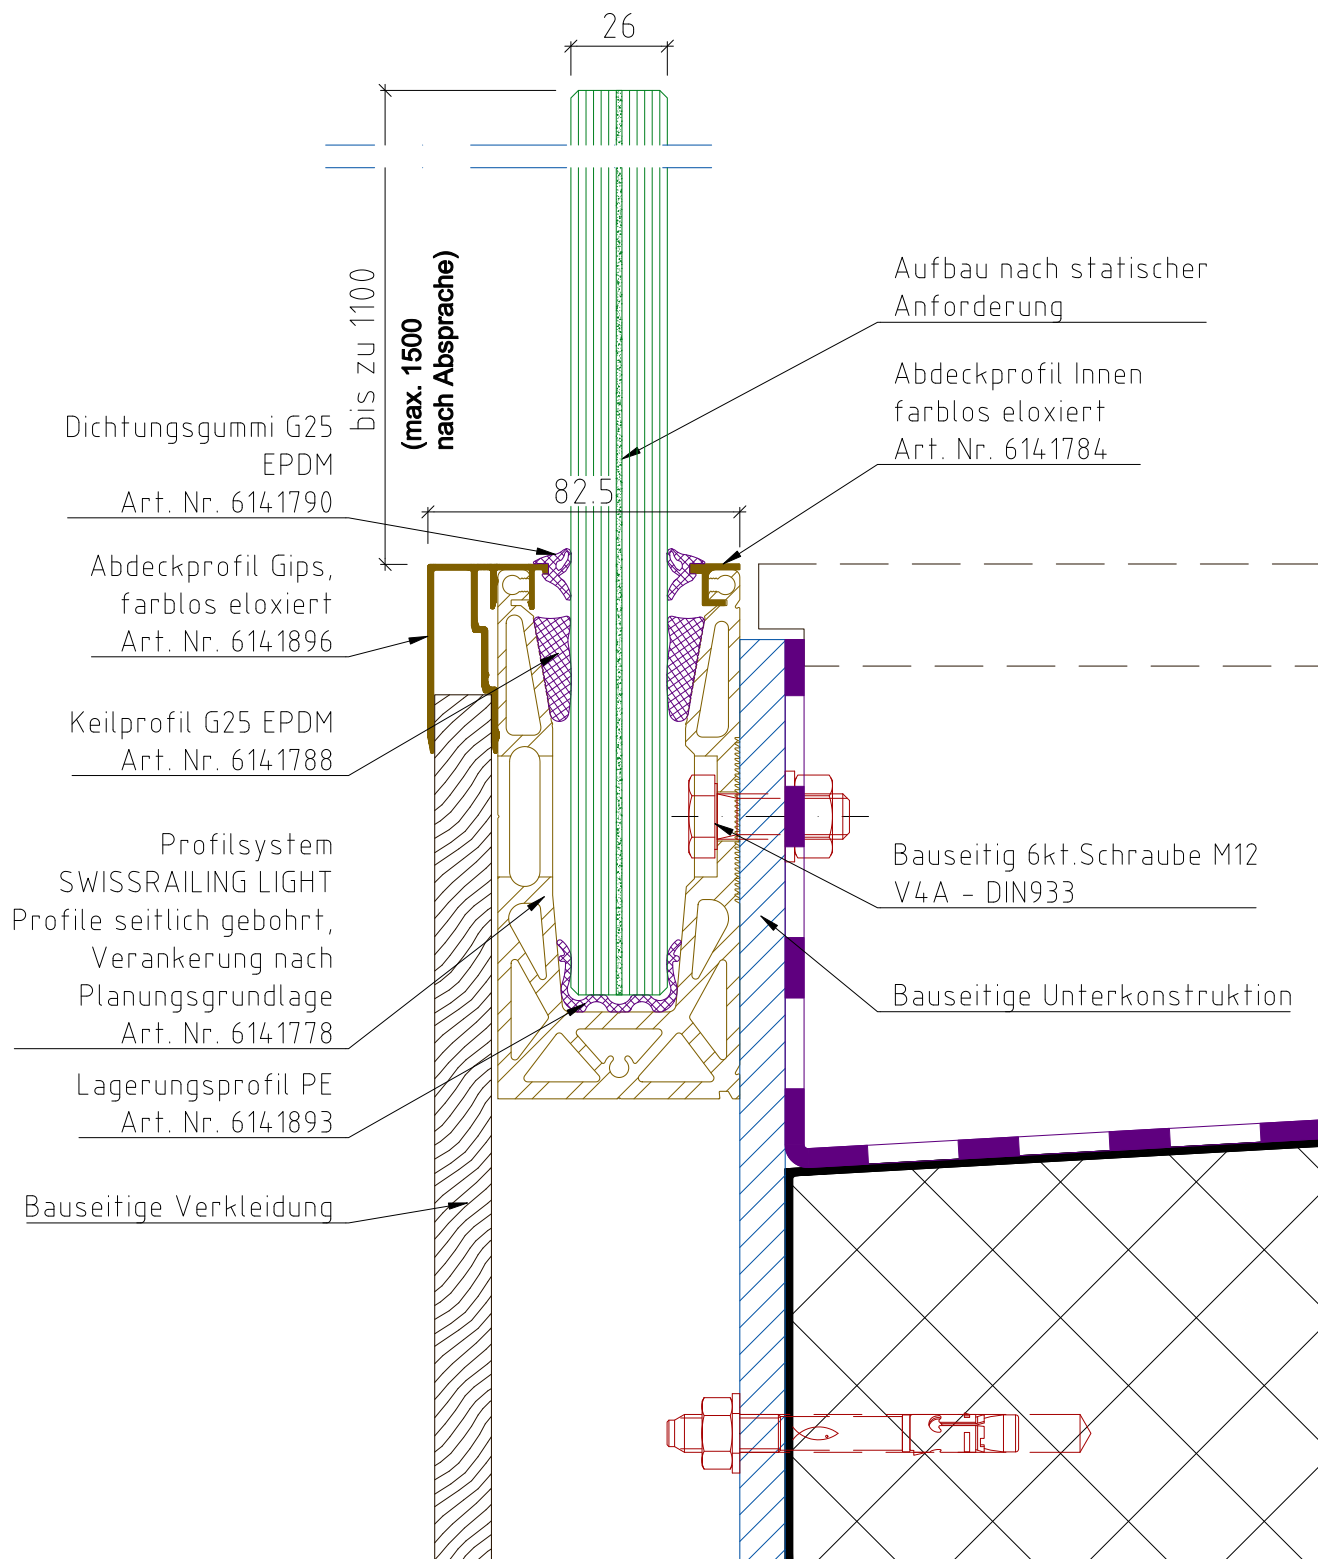 26
bis zu 1100
(max. 1500
nach Absprache)
Aufbau nach statischer
Anforderung
Abdeckprofil Innen
farblos eloxiert
Art. Nr. 6141784
Dichtungsgummi G25
EPDM
Art. Nr. 6141790
82.5
Abdeckprofil Gips,
farblos eloxiert
Art. Nr. 6141896
Keilprofil G25 EPDM
Art. Nr. 6141788
Profilsystem
SWISSRAILING LIGHT
Profile seitlich gebohrt,
Verankerung nach
Planungsgrundlage
Art. Nr. 6141778
Bauseitig 6kt.Schraube M12
V4A - DIN933
Bauseitige Unterkonstruktion
Lagerungsprofil PE
Art. Nr. 6141893
Bauseitige Verkleidung